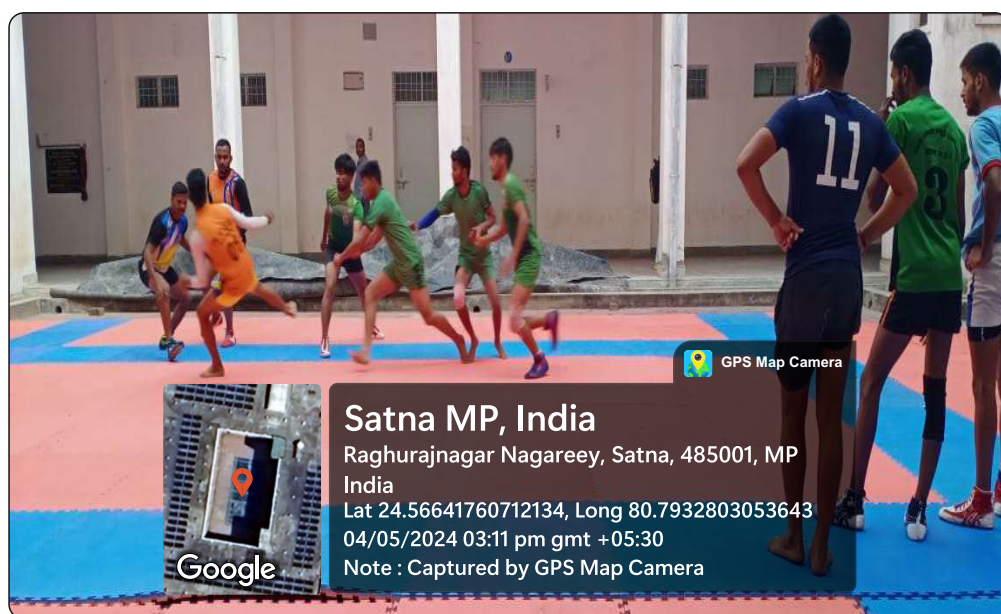 11
3
GPS Map Camera
Satna MP, India
Raghurajnagar Nagareey, Satna, 485001, MP
India
Lat 24.56641760712134, Long 80.7932803053643
04/05/2024 03:11 pm gmt +05:30
Note : Captured by GPS Map Camera
Google